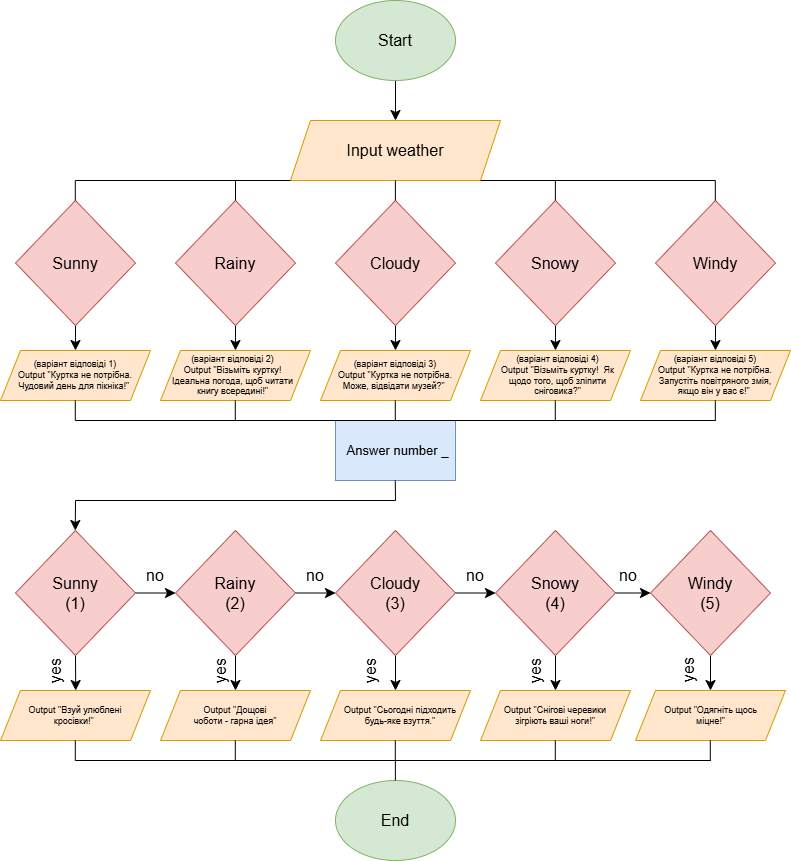 Start
Input weather
Sunny
Rainy
Cloudy
Snowy
Windy
(варіант відповіді 1)
Output "Куртка не потрібна.
Чудовий день для пікніка!"
(варіант відповіді 2)
Output "Візьміть куртку!
Ідеальна погода, щоб читати
книгу всередині!"
(варіант відповіді 3)
Output "Куртка не потрібна.
Може, відвідати музей?"
(варіант відповіді 4)
Output "Візьміть куртку!  Як
щодо того, щоб зліпити
сніговика?"
(варіант відповіді 5)
Output "Куртка не потрібна.
Запустіть повітряного змія,
якщо він у вас є!"
Answer number _
Sunny
(1)
no
Rainy
(2)
no
Cloudy
(3)
no
Snowy
(4)
no
Windy
(5)
yes
yes
yes
yes
yes
Output "Взуй улюблені
кросівки!"
Output "Дощові
чоботи - гарна ідея"
Output "Сьогодні підходить
будь-яке взуття."
Output "Снігові черевики
зігріють ваші ноги!"
Output "Одягніть щось
міцне!"
End